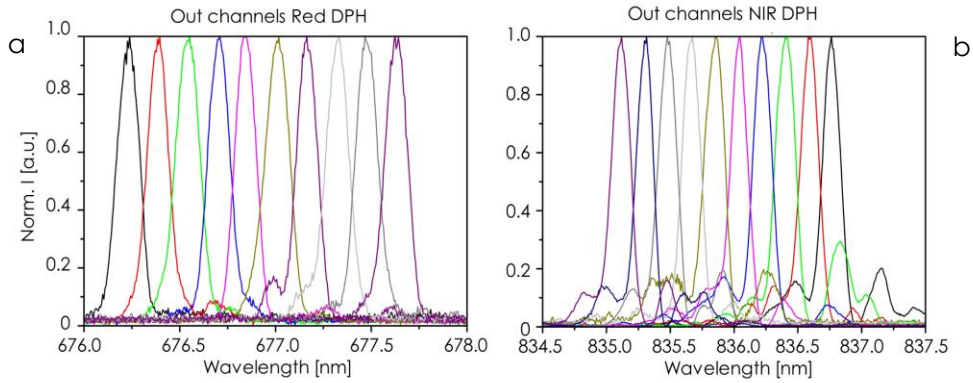 Out channels Red DPH
Out channels NIR DPH
a
b
Norm. I [a.u.]
1.0
0.8
0.6
0.4
0.2
0
676.0 676.5 677.0 677.5 678.0
Wavelength [nm]
1.0
0.8
0.6
0.4
0.2
0
834.5 835.0 835.5 836.0 836.5 837.0 837.5
Wavelength [nm]